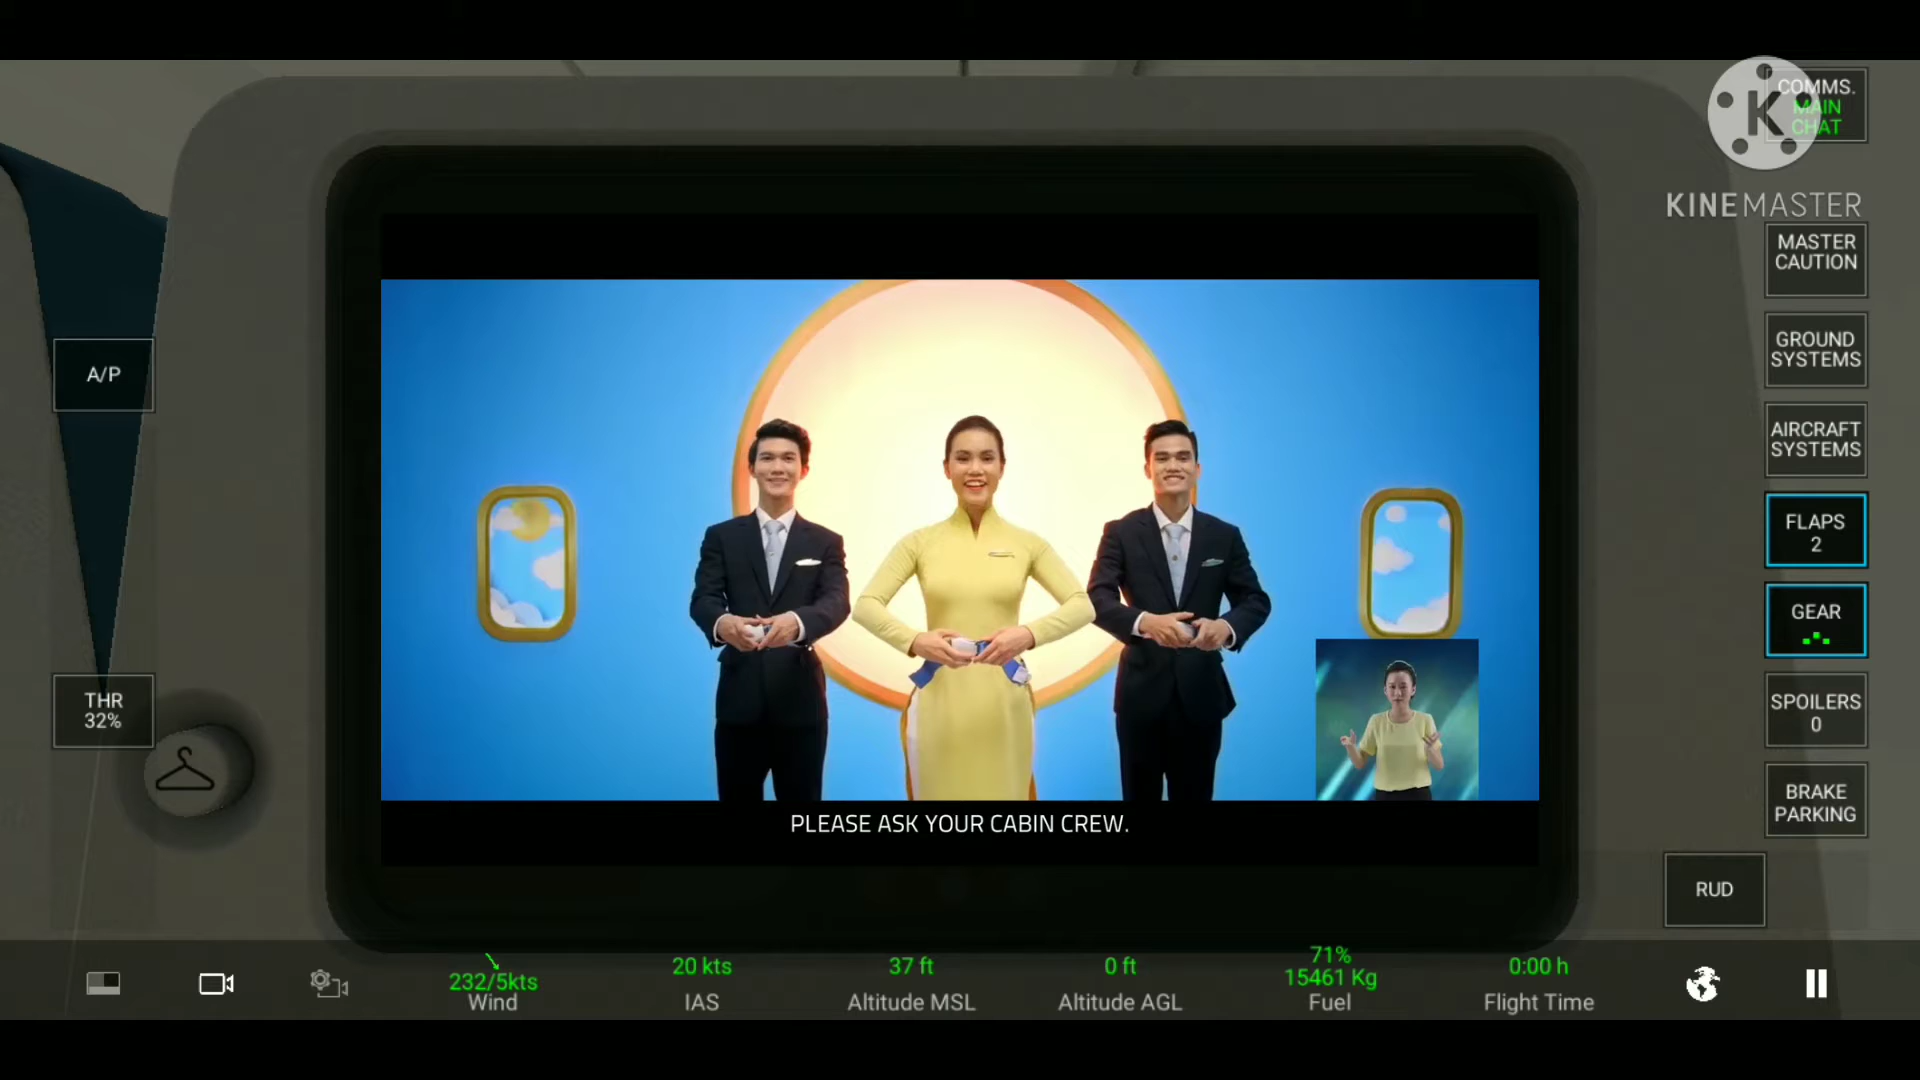 COMMS.
MAIN
CHAT
K
KINEMASTER
MASTER
CAUTION
GROUND
SYSTEMS
A/P
AIRCRAFT
SYSTEMS
FLAPS
2
GEAR
THR
32%
SPOILERS
0
BRAKE
PARKING
PLEASE ASK YOUR CABIN CREW.
RUD
232/5kts
Wind
20 kts
IAS
37 ft
Altitude MSL
0 ft
Altitude AGL
71%
15461 Kg
Fuel
0:00 h
Flight Time